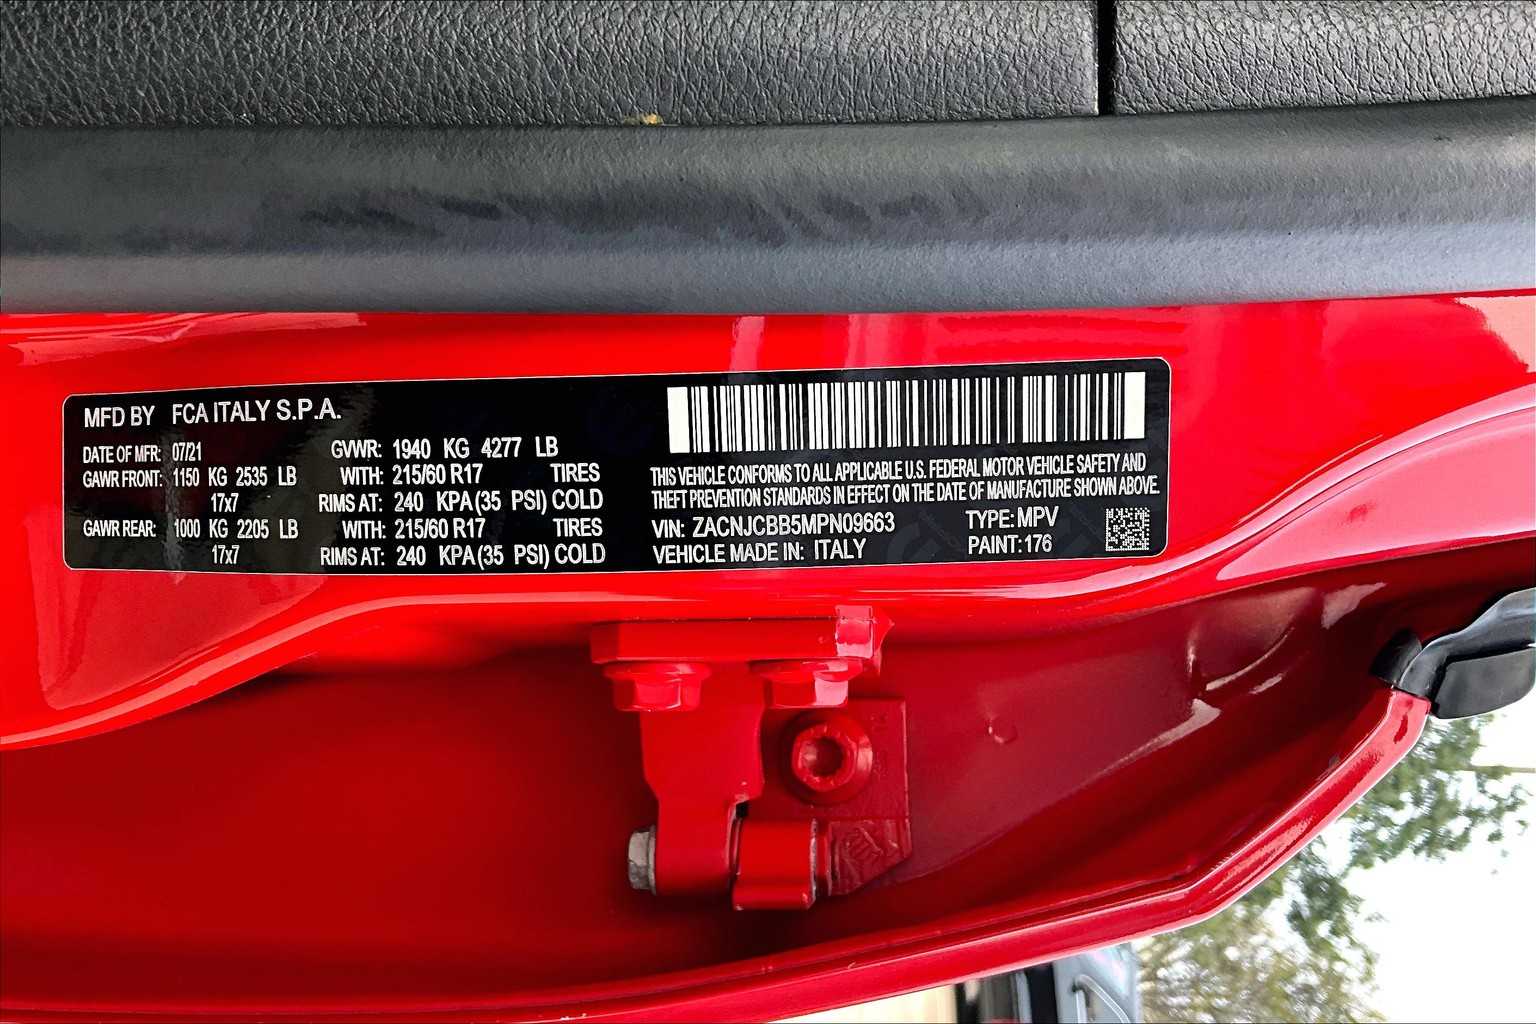 MFD BY FCA ITALY S.P.A.
DATE OF MFR: 07/21 GVWR: 1940 KG 4277 LB
GAWR FRONT: 1150 KG 2535 LB WITH: 215/60 R17 TIRES
17x7 RIMS AT: 240 KPA (35 PSI) COLD
GAWR REAR: 1000 KG 2205 LB WITH: 215/60 R17 TIRES
17x7 RIMS AT: 240 KPA (35 PSI) COLD
THIS VEHICLE CONFORMS TO ALL APPLICABLE U.S. FEDERAL MOTOR VEHICLE SAFETY AND
THEFT PREVENTION STANDARDS IN EFFECT ON THE DATE OF MANUFACTURE SHOWN ABOVE.
VIN: ZACNJCBB5MPN09663 TYPE: MPV
VEHICLE MADE IN: ITALY PAINT: 176